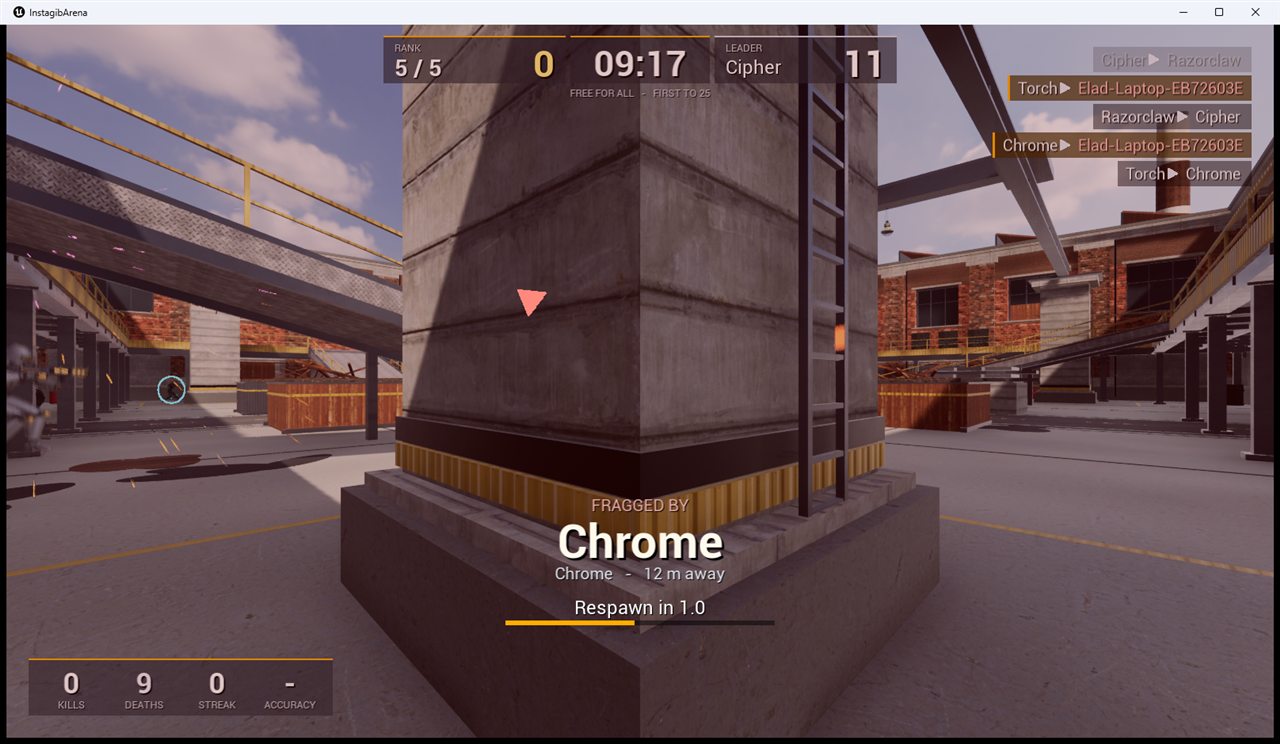 InstagibArena
RANK
5 / 5
0
09:17
LEADER
Cipher
11
FREE FOR ALL - FIRST TO 25
Cipher Razorclaw
Torch Elad-Laptop-EB72603E
Razorclaw Cipher
Chrome Elad-Laptop-EB72603E
Torch Chrome
FRAGGED BY
Chrome
Chrome - 12 m away
Respawn in 1.0
0 9 0 -
KILLS DEATHS STREAK ACCURACY